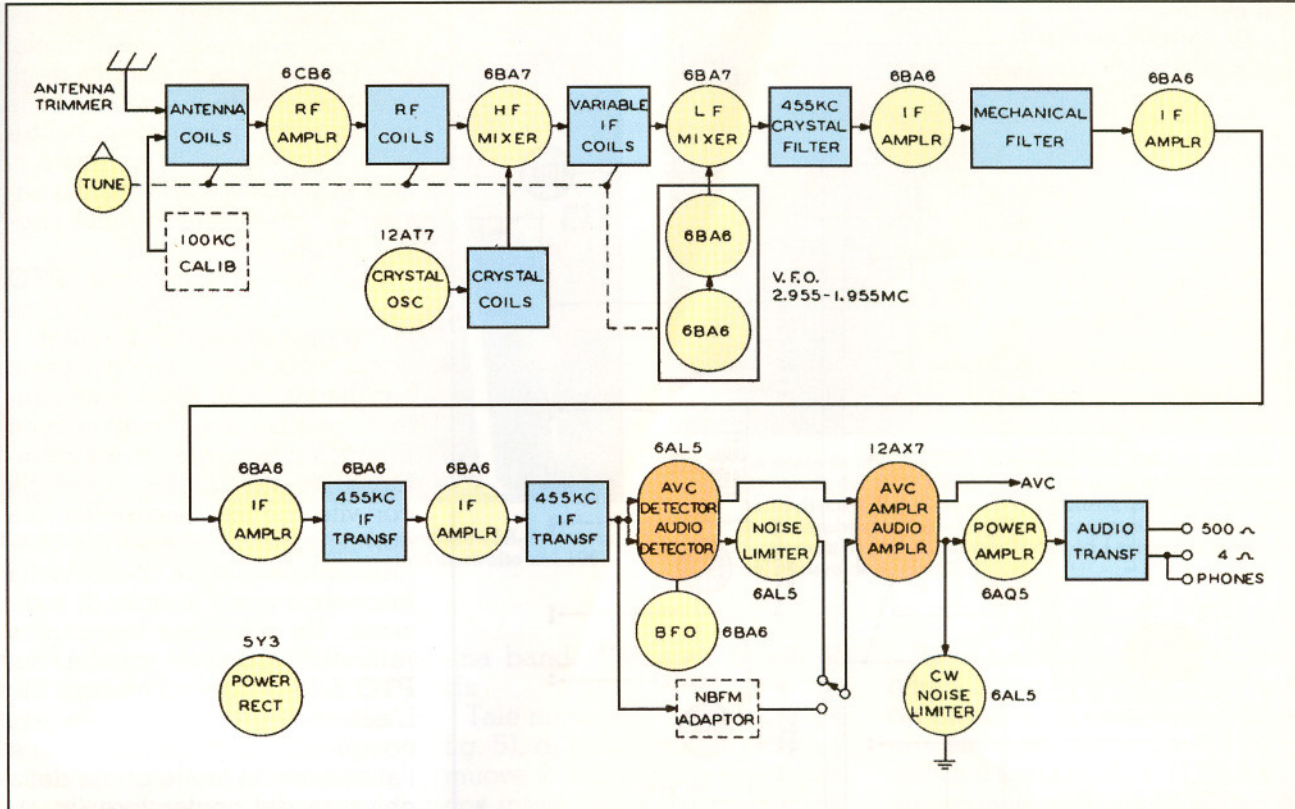 ANTENNA
TRIMMER
TUNE
ANTENNA
COILS
100KC
CALIB
6CB6
RF
AMPLR
RF
COILS
6BA7
HF
MIXER
12AT7
CRYSTAL
OSC
CRYSTAL
COILS
VARIABLE
IF
COILS
6BA7
LF
MIXER
6BA6
6BA6
V.F.O.
2.955-1.955MC
455KC
CRYSTAL
FILTER
6BA6
IF
AMPLR
MECHANICAL
FILTER
6BA6
IF
AMPLR
6BA6
IF
AMPLR
6BA6
455KC
IF
TRANSF
6BA6
IF
AMPLR
455KC
IF
TRANSF
6AL5
AVC
DETECTOR
AUDIO
DETECTOR
NOISE
LIMITER
6AL5
BFO
6BA6
NBFM
ADAPTOR
12AX7
AVC
AMPLR
AUDIO
AMPLR
AVC
POWER
AMPLR
6AQ5
AUDIO
TRANSF
500 Ω
4 Ω
PHONES
CW
NOISE
LIMITER
6AL5
5Y3
POWER
RECT